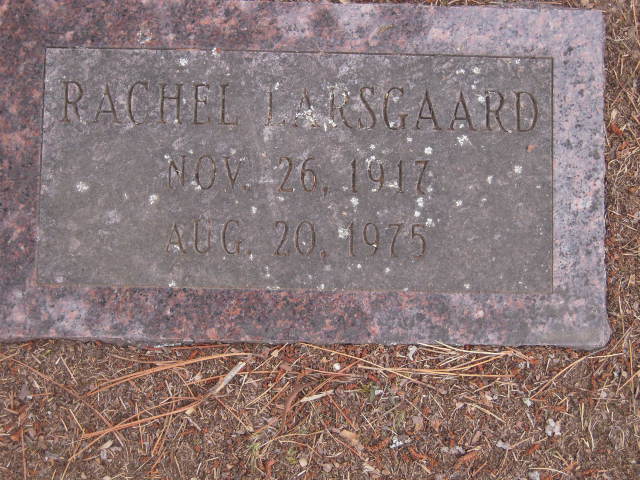 RACHEL LARSGAARD
NOV. 26, 1917
AUG. 20, 1975